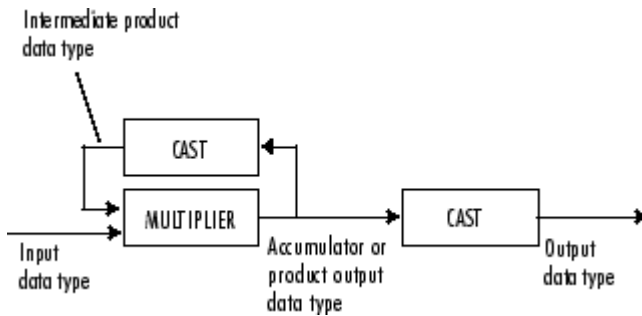 Intermediate product
data type
CAST
MULTIPLIER
CAST
Input
data type
Accumulator or
product output
data type
Output
data type